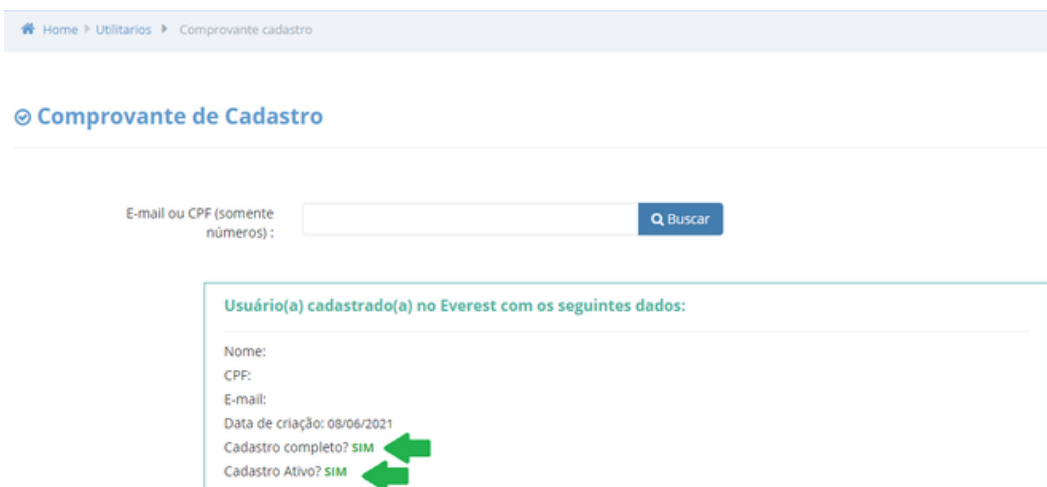 Home Utilitarios Comprovante cadastro
Comprovante de Cadastro
E-mail ou CPF (somente
números) :
Buscar
Usuário(a) cadastrado(a) no Everest com os seguintes dados:
Nome:
CPF:
E-mail:
Data de criação: 08/06/2021
Cadastro completo? SIM
Cadastro Ativo? SIM